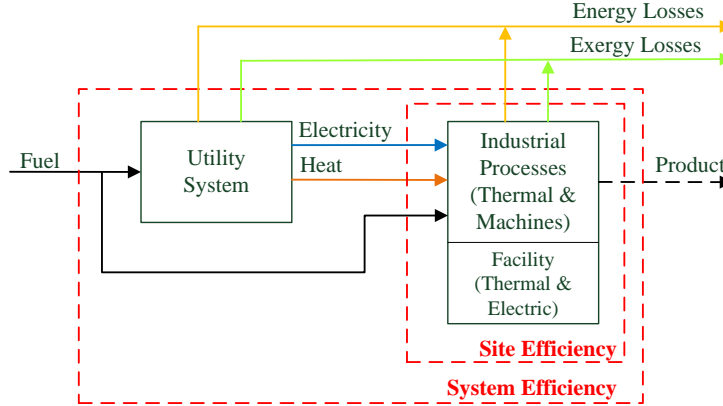 Energy Losses
Exergy Losses
Fuel
Utility
System
Electricity
Heat
Industrial
Processes
(Thermal &
Machines)
Product
Facility
(Thermal &
Electric)
Site Efficiency
System Efficiency